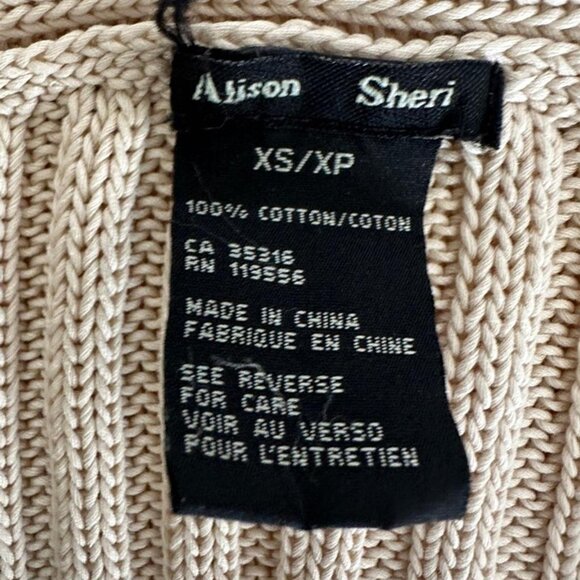 Alison Sheri
XS/XP
100% COTTON/COTON
CA 35316
RN 119556
MADE IN CHINA
FABRIQUE EN CHINE
SEE REVERSE
FOR CARE
VOIR AU VERSO
POUR L'ENTRETIEN